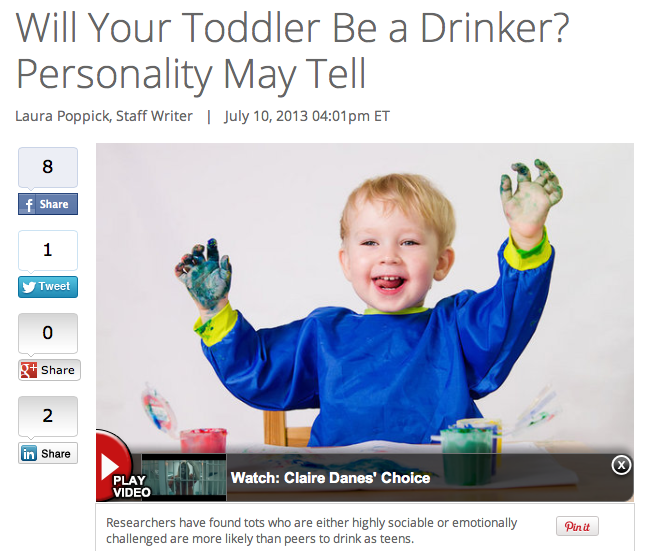 Will Your Toddler Be a Drinker?
Personality May Tell
Laura Poppick, Staff Writer | July 10, 2013 04:01pm ET
8
f Share
1
Tweet
0
g+ Share
2
in Share
PLAY
VIDEO
Watch: Claire Danes' Choice
X
Researchers have found tots who are either highly sociable or emotionally
challenged are more likely than peers to drink as teens.
Pin it